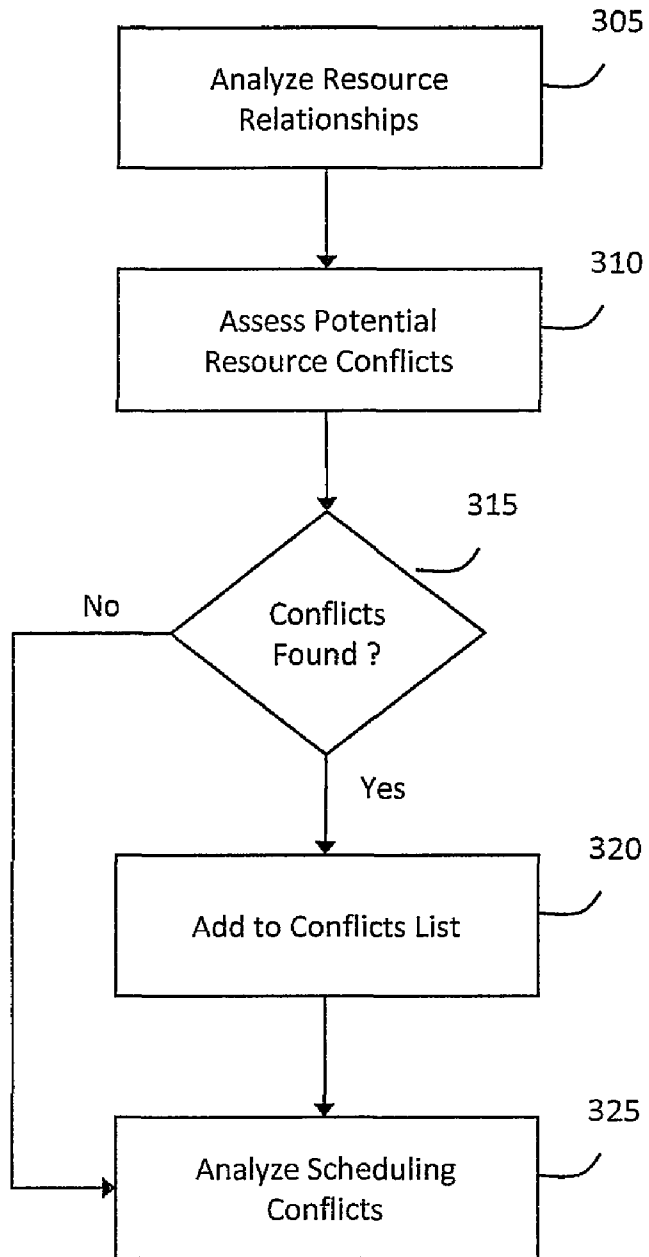 305
Analyze Resource
Relationships
310
Assess Potential
Resource Conflicts
315
No
Conflicts
Found ?
Yes
320
Add to Conflicts List
325
Analyze Scheduling
Conflicts